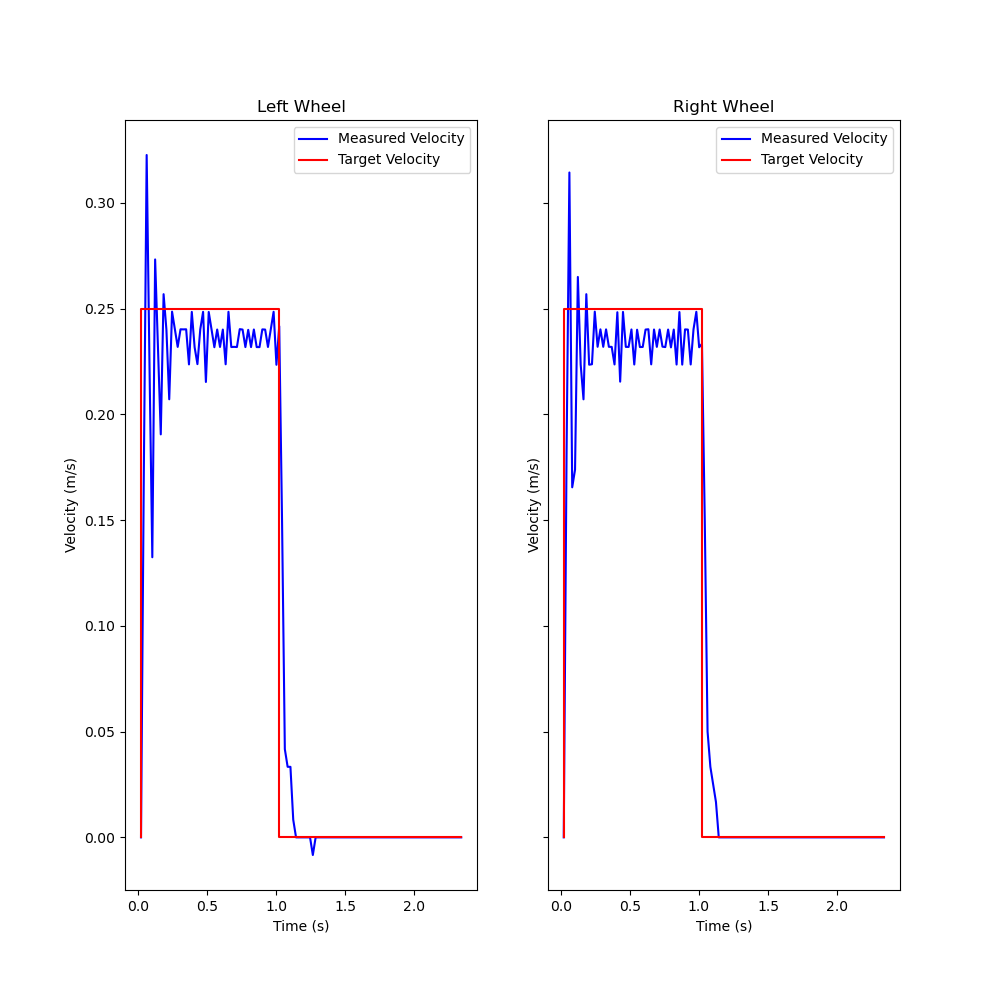 Left Wheel
Measured Velocity
Target Velocity
0.30
0.25
0.20
0.15
0.10
0.05
0.00
Velocity (m/s)
0.0 0.5 1.0 1.5 2.0
Time (s)
Right Wheel
Measured Velocity
Target Velocity
Velocity (m/s)
0.0 0.5 1.0 1.5 2.0
Time (s)